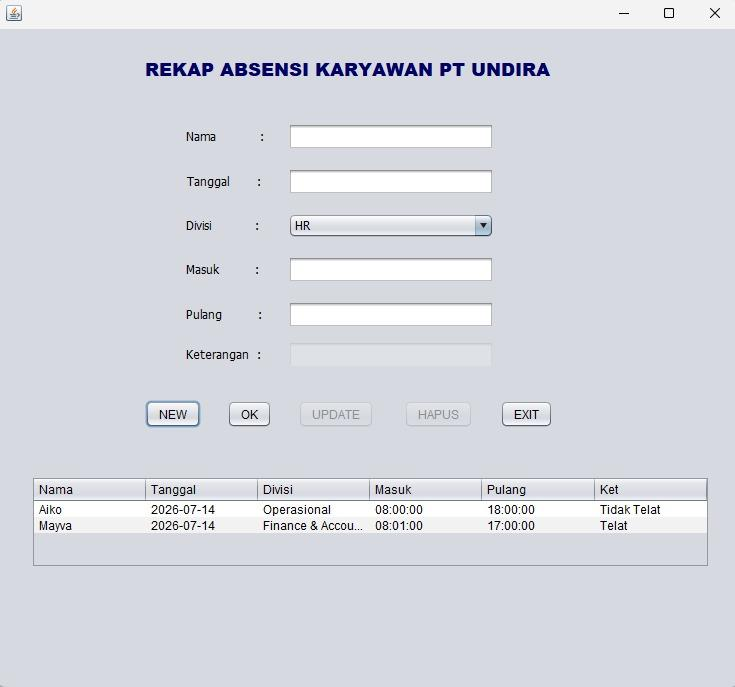 REKAP ABSENSI KARYAWAN PT UNDIRA
Nama :
Tanggal :
Divisi : HR
Masuk :
Pulang :
Keterangan :
NEW OK UPDATE HAPUS EXIT
Nama Tanggal Divisi Masuk Pulang Ket
Aiko 2026-07-14 Operasional 08:00:00 18:00:00 Tidak Telat
Mayva 2026-07-14 Finance & Accou... 08:01:00 17:00:00 Telat